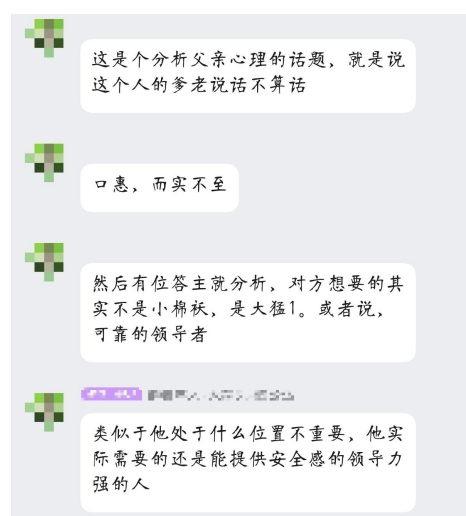 这是个分析父亲心理的话题，就是说
这个人的爹老说话不算话
口惠，而实不至
然后有位答主就分析，对方想要的其
实不是小棉袄，是大猛1。或者说，
可靠的领导者
类似于他处于什么位置不重要，他实
际需要的还是能提供安全感的领导力
强的人